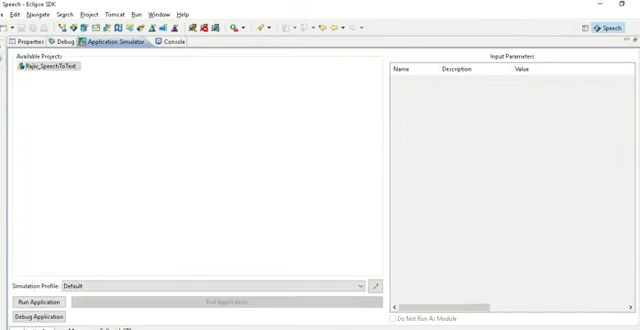 Speech - Eclipse SDK
Edit Navigate Search Project Tomcat Run Window Help
Speech
Properties Debug Application Simulator Console
Available Projects
Rajiv_SpeechToText
Input Parameters
Name Description Value
Simulation Profile: Default
Run Application Exit Application
Do Not Run As Module
Debug Application